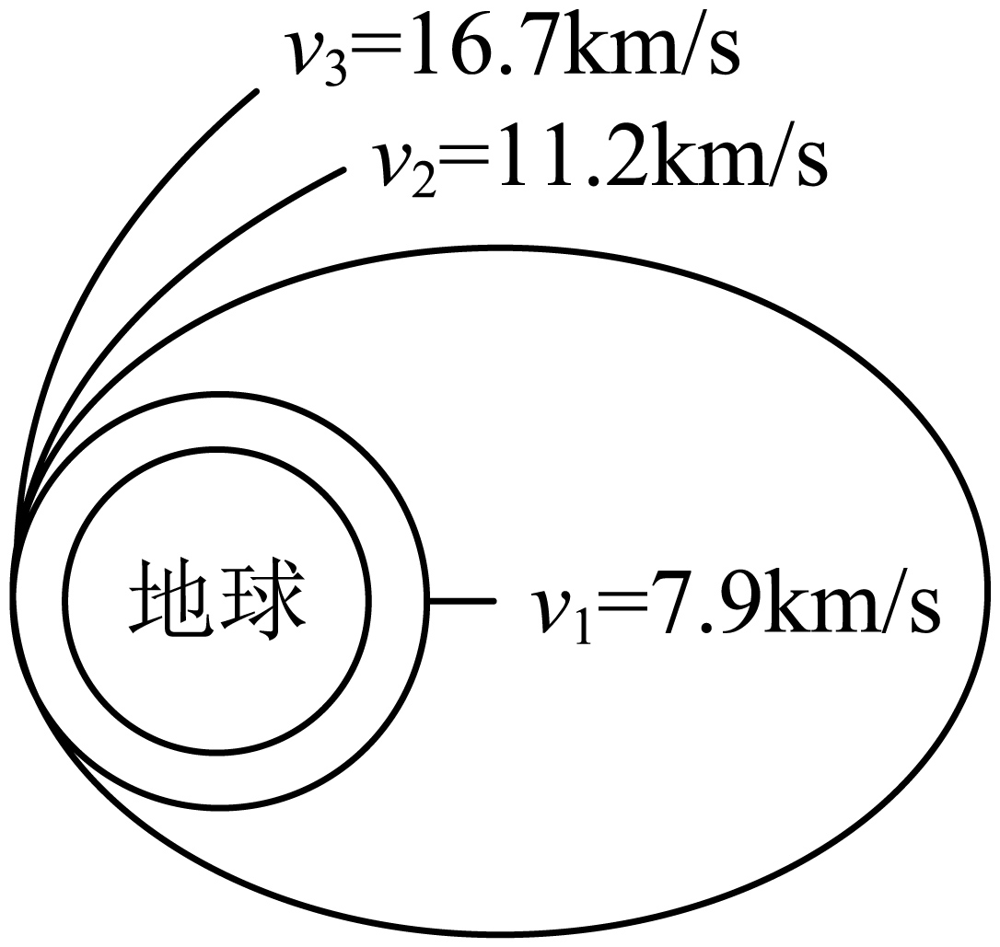 v₃=16.7km/s
v₂=11.2km/s
地球
v₁=7.9km/s